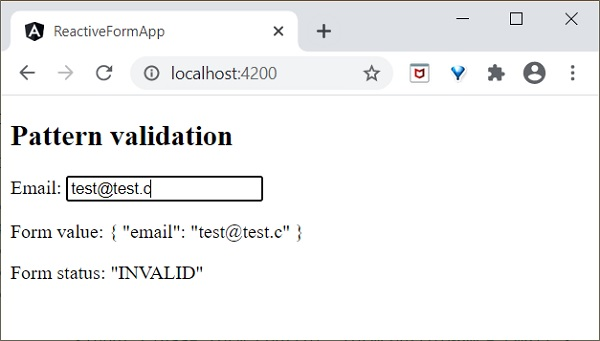 ReactiveFormApp
localhost:4200
Pattern validation
Email: test@test.c
Form value: { "email": "test@test.c" }
Form status: "INVALID"